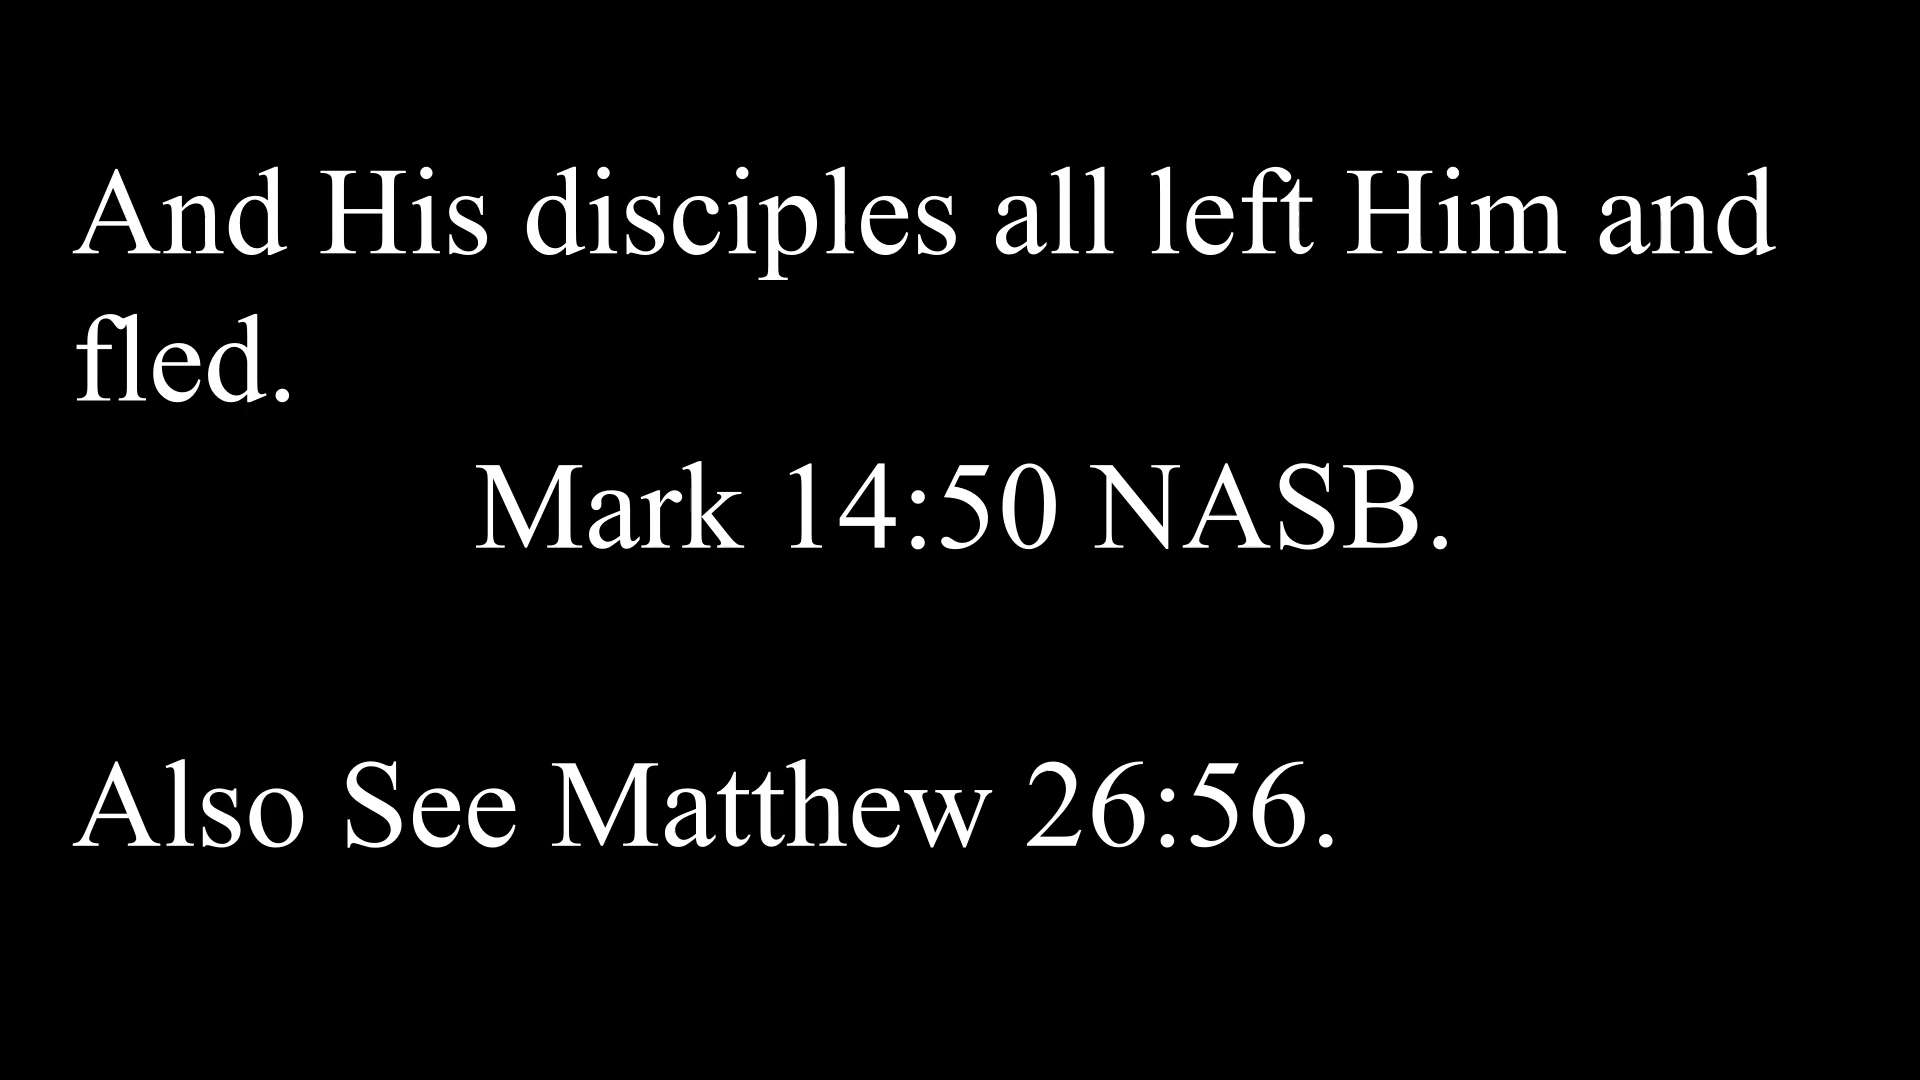 And His disciples all left Him and
fled.
Mark 14:50 NASB.
Also See Matthew 26:56.